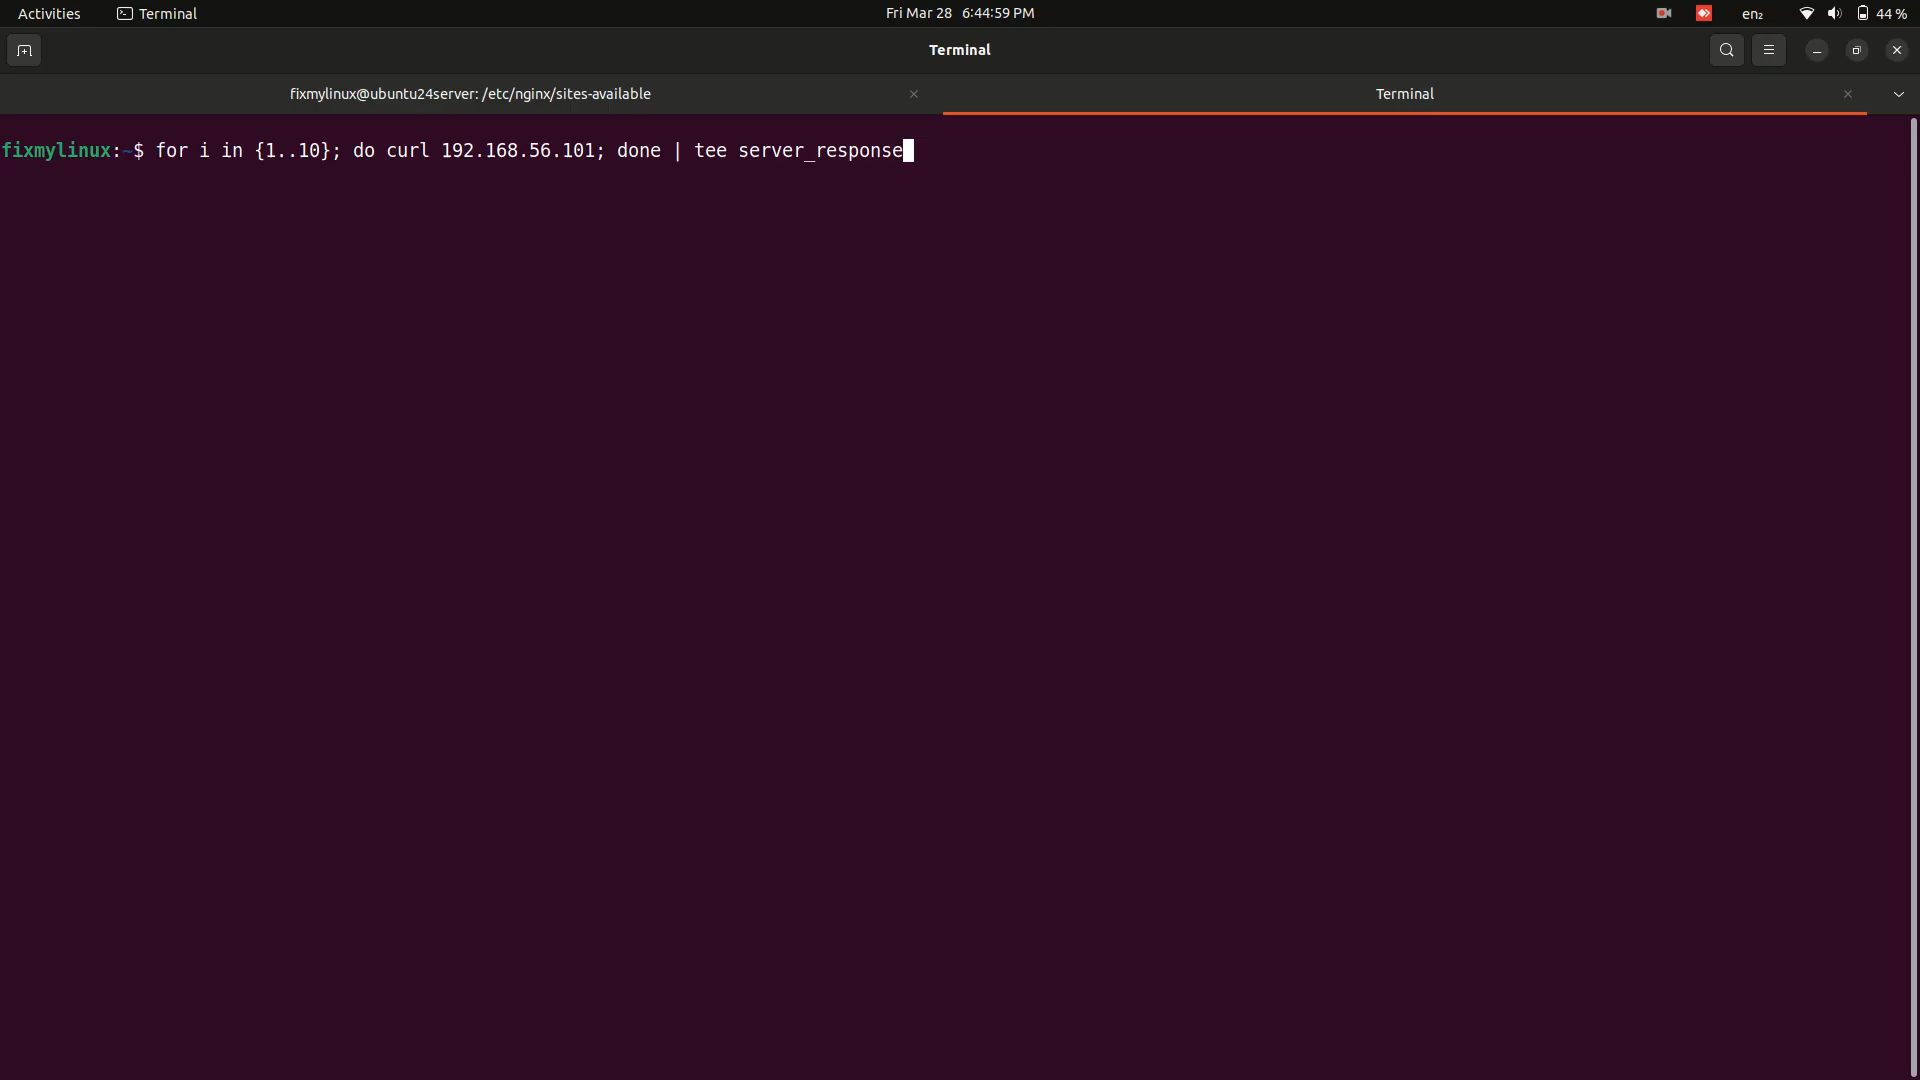 Activities Terminal Fri Mar 28 6:44:59 PM en₂ 44 %
Terminal
fixmylinux@ubuntu24server: /etc/nginx/sites-available Terminal
fixmylinux:~$ for i in {1..10}; do curl 192.168.56.101; done | tee server_response